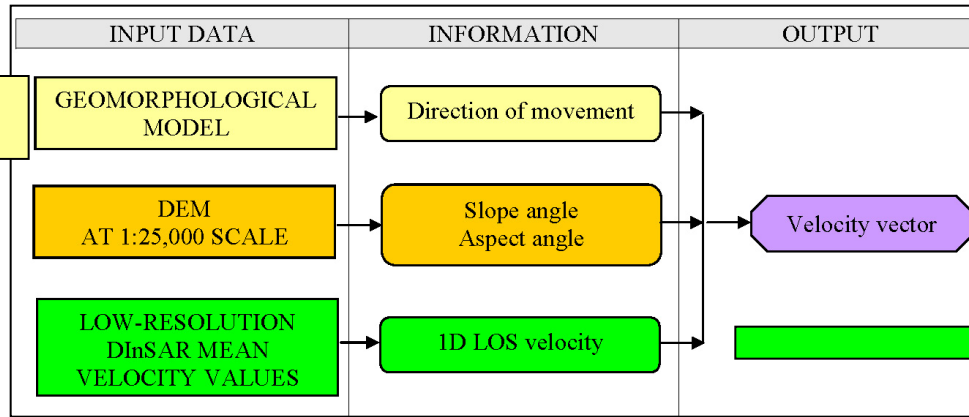 INPUT DATA
INFORMATION
OUTPUT
GEOMORPHOLOGICAL
MODEL
Direction of movement
DEM
AT 1:25,000 SCALE
Slope angle
Aspect angle
Velocity vector
LOW-RESOLUTION
DInSAR MEAN
VELOCITY VALUES
1D LOS velocity